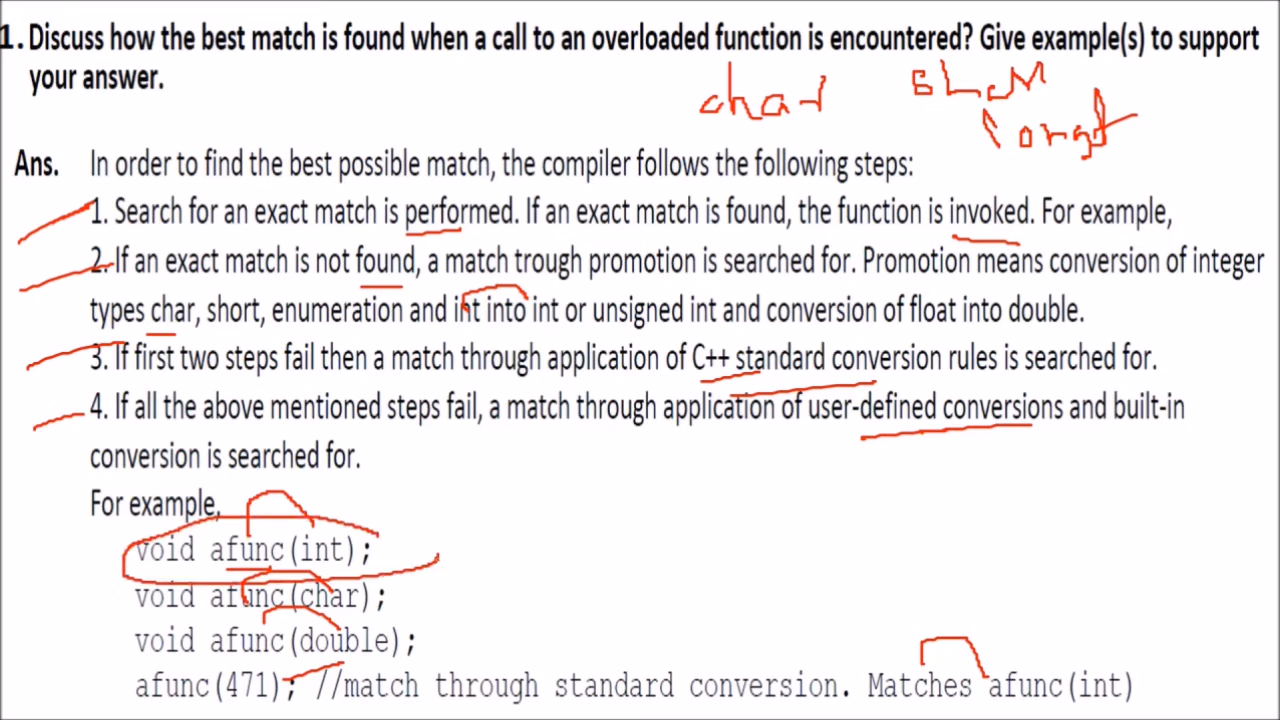 1. Discuss how the best match is found when a call to an overloaded function is encountered? Give example(s) to support
your answer.
char
Ans. In order to find the best possible match, the compiler follows the following steps:
1. Search for an exact match is performed. If an exact match is found, the function is invoked. For example,
2. If an exact match is not found, a match trough promotion is searched for. Promotion means conversion of integer
types char, short, enumeration and int into int or unsigned int and conversion of float into double.
3. If first two steps fail then a match through application of C++ standard conversion rules is searched for.
4. If all the above mentioned steps fail, a match through application of user-defined conversions and built-in
conversion is searched for.
For example,
void afunc(int);
void afunc(char);
void afunc(double);
afunc(471); //match through standard conversion. Matches afunc(int)